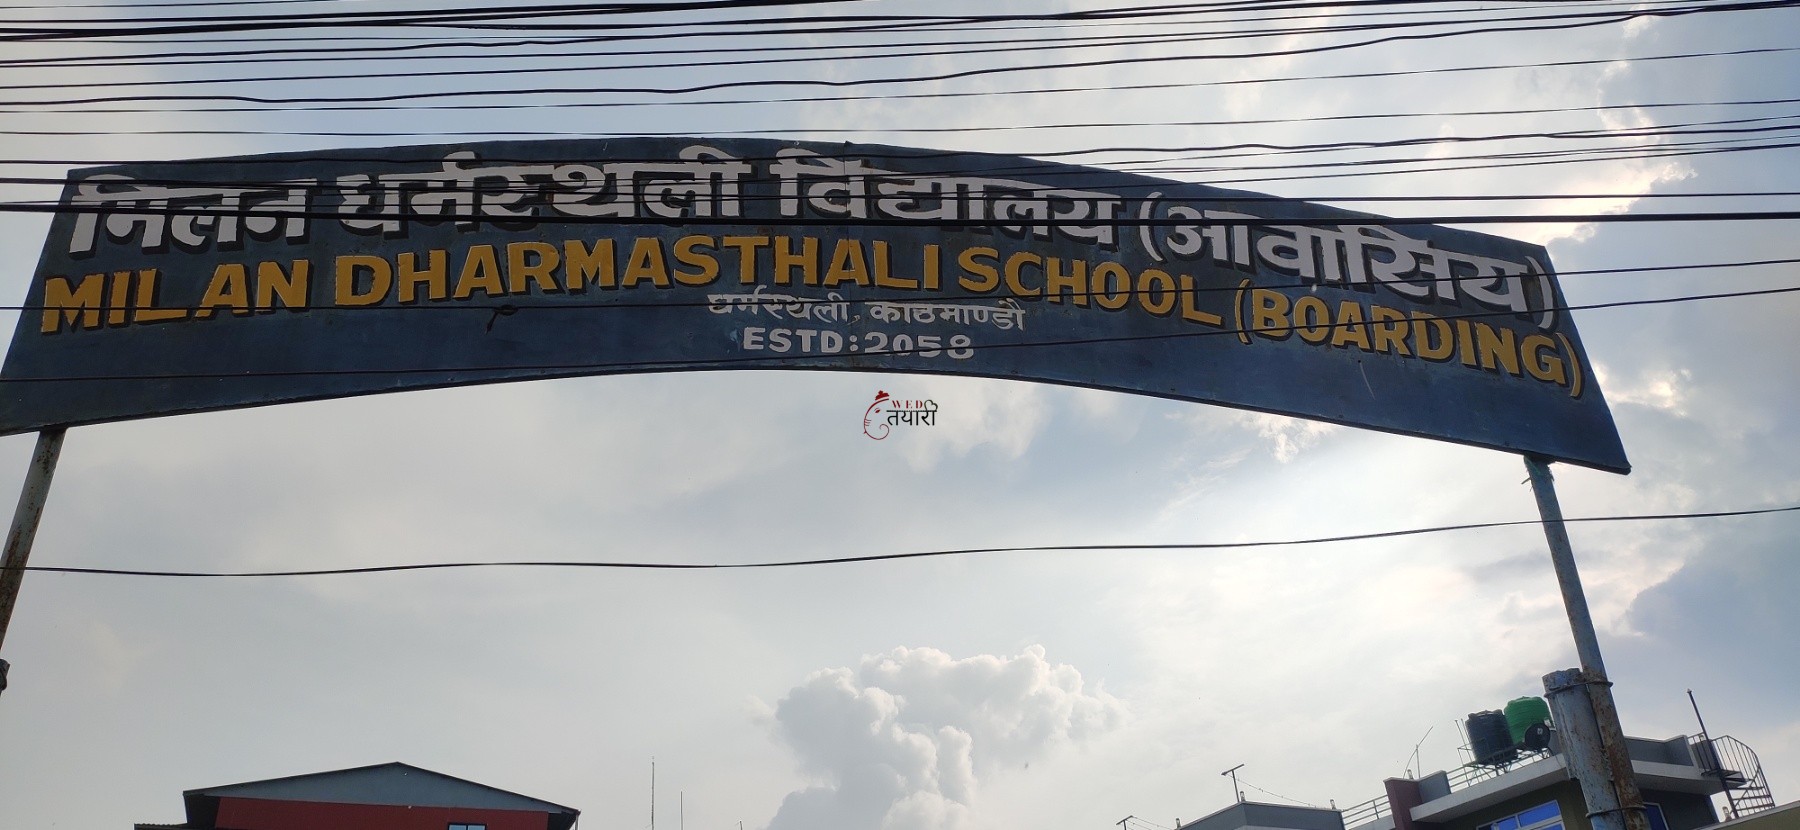 मिलन धर्मस्थली विद्यालय (आवासिय)
MILAN DHARMASTHALI SCHOOL (BOARDING)
धर्मस्थली, काठमाण्डौ
ESTD:2058
WED
तयारी